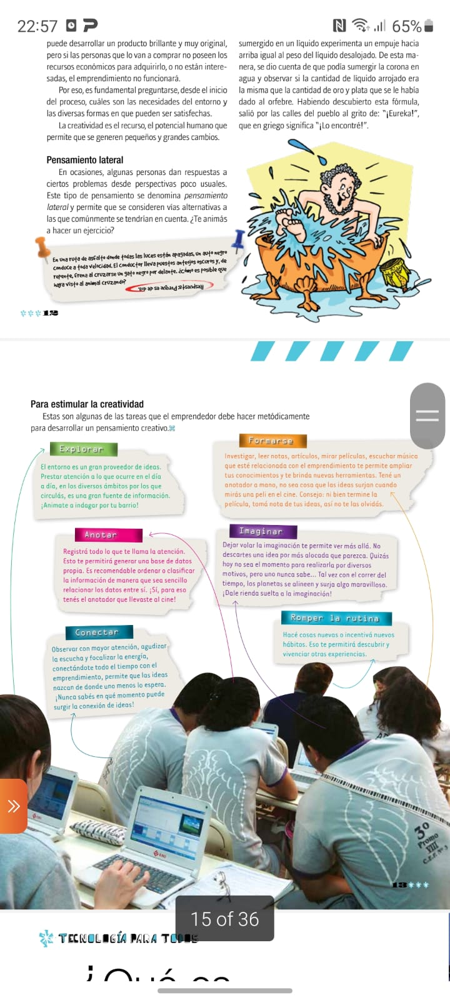 22:57
65%
puede desarrollar un producto brillante y muy original,
pero si las personas que lo van a comprar no poseen los
recursos económicos para adquirirlo, o no están intere-
sadas, el emprendimiento no funcionará.
Por eso, es fundamental preguntarse, desde el inicio
del proceso, cuáles son las necesidades del entorno y
las diversas formas en que pueden ser satisfechas.
La creatividad es el recurso, el potencial humano que
permite que se generen pequeños y grandes cambios.
Pensamiento lateral
En ocasiones, algunas personas dan respuestas a
ciertos problemas desde perspectivas poco usuales.
Este tipo de pensamiento se denomina pensamiento
lateral y permite que se consideren vías alternativas a
las que comúnmente se tendrían en cuenta. ¿Te animás
a hacer un ejercicio?
En una ruta de asfalto donde todas las luces están apagadas, un auto negro
conduce a toda velocidad. El conductor lleva puestos anteojos oscuros y, de
repente, frena al cruzarse un gato negro por delante. ¿Cómo es posible que
haya visto al animal cruzando?
Respuesta: Porque es de día.
12
sumergido en un líquido experimenta un empuje hacia
arriba igual al peso del líquido desalojado. De esta ma-
nera, se dio cuenta de que podía sumergir la corona en
agua y observar si la cantidad de líquido arrojado era
la misma que la cantidad de oro y plata que se le había
dado al orfebre. Habiendo descubierto esta fórmula,
salió por las calles del pueblo al grito de: "¡Eureka!",
que en griego significa "¡Lo encontré!".
Para estimular la creatividad
Estas son algunas de las tareas que el emprendedor debe hacer metódicamente
para desarrollar un pensamiento creativo.
Explorar
El entorno es un gran proveedor de ideas.
Prestar atención a lo que ocurre en el día
a día, en los diversos ámbitos por los que
circulás, es una gran fuente de información.
¡Animate a indagar por tu barrio!
Formarse
Investigar, leer notas, artículos, mirar películas, escuchar música
que esté relacionada con el emprendimiento te permite ampliar
tus conocimientos y te brinda nuevas herramientas. Tené un
anotador a mano, no sea cosa que las ideas surjan cuando
mirás una peli en el cine. Consejo: ni bien termine la
película, tomá nota de tus ideas, así no te las olvidás.
Anotar
Registrá todo lo que te llama la atención.
Esto te permitirá generar una base de datos
propia. Es recomendable ordenar o clasificar
la información de manera que sea sencillo
relacionar los datos entre sí. ¡Sí, para eso
tenés el anotador que llevaste al cine!
Imaginar
Dejar volar la imaginación te permite ver más allá. No
descartes una idea por más alocada que parezca. Quizás
hoy no sea el momento para realizarla por diversos
motivos, pero uno nunca sabe... Tal vez con el correr del
tiempo, los planetas se alineen y surja algo maravilloso.
¡Dale rienda suelta a la imaginación!
Conectar
Observar con mayor atención, agudizar
la escucha y focalizar la energía,
conectándote todo el tiempo con el
emprendimiento, permite que las ideas
nazcan de donde uno menos lo espera.
¡Nunca sabés en qué momento puede
surgir la conexión de ideas!
Romper la rutina
Hacé cosas nuevas o incentivá nuevos
hábitos. Eso te permitirá descubrir y
vivenciar otras experiencias.
3º
Promo
VIII
C.E.F. Nº 3
13
15 of 36
TECNOLOGÍA PARA TODOS
¿Qué es